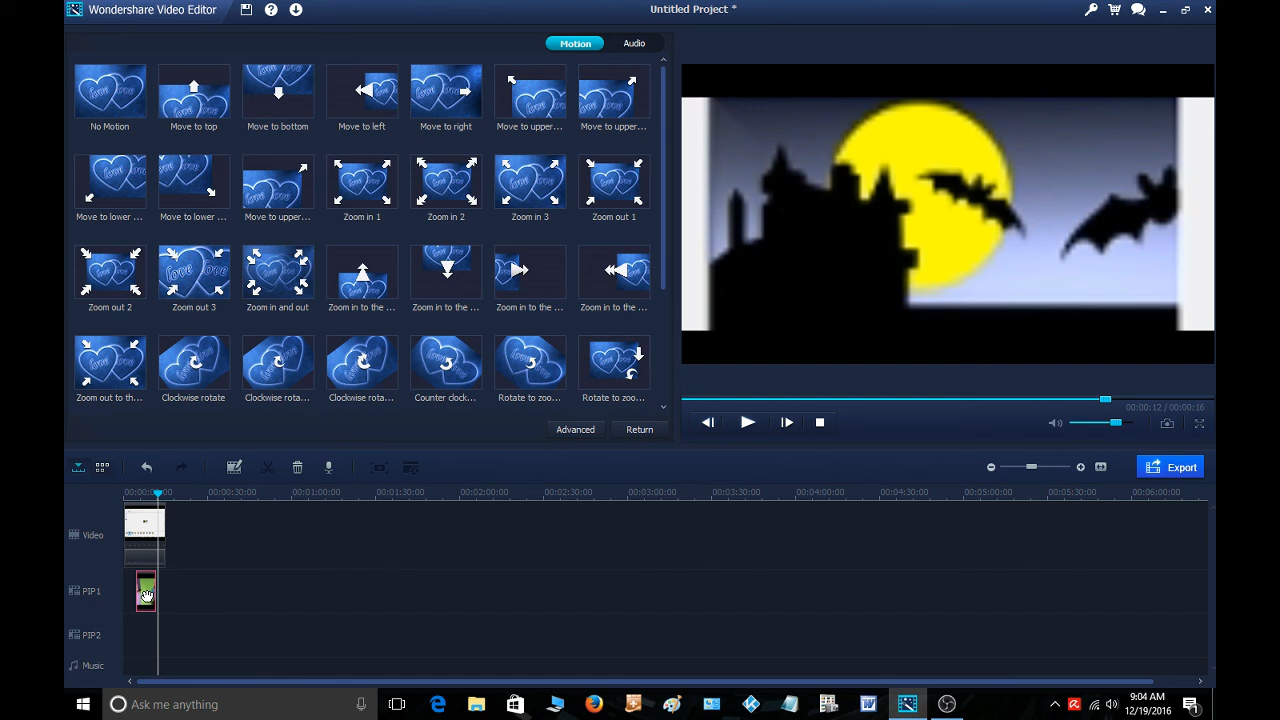 Wondershare Video Editor
Untitled Project *
Motion
Audio
No Motion
Move to top
Move to bottom
Move to left
Move to right
Move to upper...
Move to upper...
Move to lower ...
Move to lower ...
Move to upper...
Zoom in 1
Zoom in 2
Zoom in 3
Zoom out 1
Zoom out 2
Zoom out 3
Zoom in and out
Zoom in to the ...
Zoom in to the ...
Zoom in to the ...
Zoom in to the ...
Zoom out to th...
Clockwise rotate
Clockwise rota...
Clockwise rota...
Counter clock...
Rotate to zoo...
Rotate to zoo...
Advanced
Return
00:00:12 / 00:00:16
Export
00:00:30:00
00:01:00:00
00:01:30:00
00:02:00:00
00:02:30:00
00:03:00:00
00:03:30:00
00:04:00:00
00:04:30:00
00:05:00:00
00:05:30:00
00:06:00:00
Video
PIP1
PIP2
Music
Ask me anything
9:04 AM
12/19/2016
1